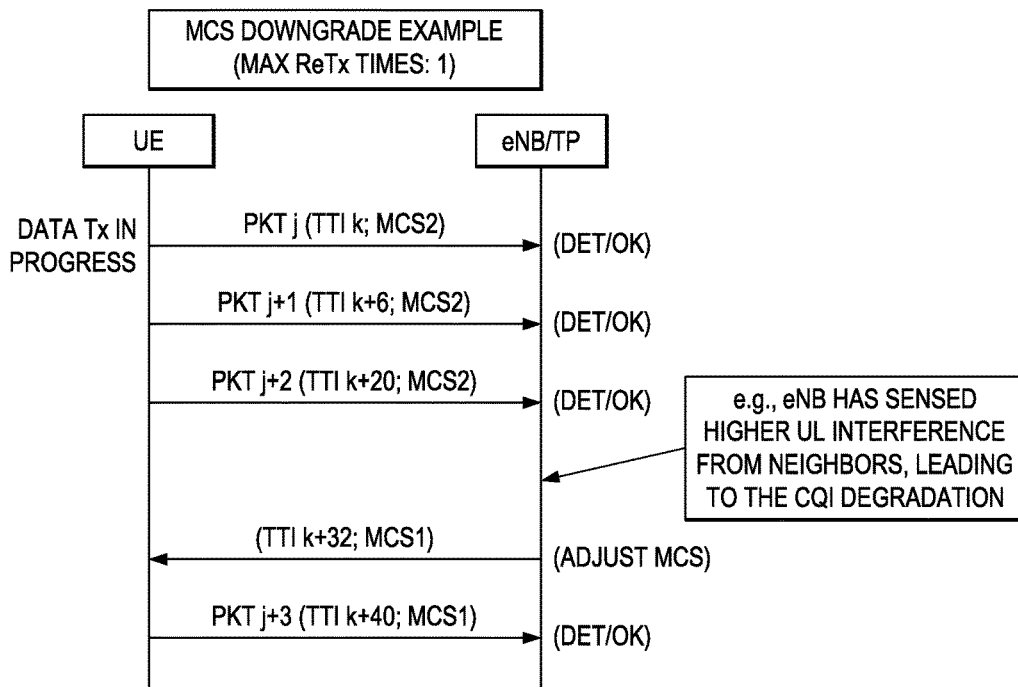 MCS DOWNGRADE EXAMPLE
(MAX ReTx TIMES: 1)
UE
eNB/TP
DATA Tx IN
PROGRESS
PKT j (TTI k; MCS2)
(DET/OK)
PKT j+1 (TTI k+6; MCS2)
(DET/OK)
PKT j+2 (TTI k+20; MCS2)
(DET/OK)
e.g., eNB HAS SENSED
HIGHER UL INTERFERENCE
FROM NEIGHBORS, LEADING
TO THE CQI DEGRADATION
(TTI k+32; MCS1)
(ADJUST MCS)
PKT j+3 (TTI k+40; MCS1)
(DET/OK)